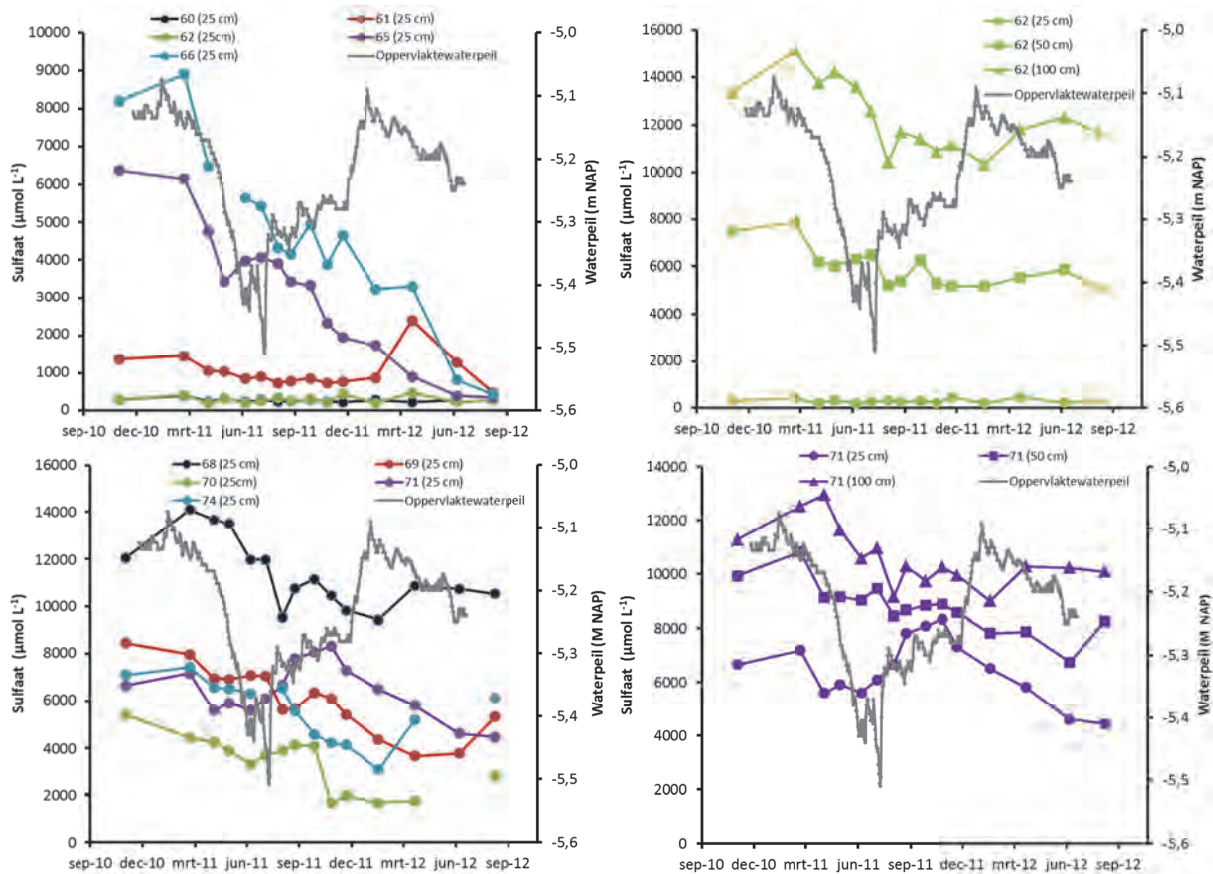 60 (25 cm) 61 (25 cm)
62 (25cm) 65 (25 cm)
66 (25 cm) Oppervlaktewaterpeil
10000
9000
8000
7000
6000
5000
4000
3000
2000
1000
0
Sulfaat (µmol L⁻¹)
-5,0
-5,1
-5,2
-5,3
-5,4
-5,5
-5,6
Waterpeil (m NAP)
sep-10 dec-10 mrt-11 jun-11 sep-11 dec-11 mrt-12 jun-12 sep-12
62 (25 cm)
62 (50 cm)
62 (100 cm)
Oppervlaktewaterpeil
16000
14000
12000
10000
8000
6000
4000
2000
0
Sulfaat (µmol L⁻¹)
-5,0
-5,1
-5,2
-5,3
-5,4
-5,5
-5,6
Waterpeil (m NAP)
sep-10 dec-10 mrt-11 jun-11 sep-11 dec-11 mrt-12 jun-12 sep-12
68 (25 cm) 69 (25 cm)
70 (25cm) 71 (25 cm)
74 (25 cm) Oppervlaktewaterpeil
16000
14000
12000
10000
8000
6000
4000
2000
0
Sulfaat (µmol L⁻¹)
-5,0
-5,1
-5,2
-5,3
-5,4
-5,5
-5,6
Waterpeil (M NAP)
sep-10 dec-10 mrt-11 jun-11 sep-11 dec-11 mrt-12 jun-12 sep-12
71 (25 cm) 71 (50 cm)
71 (100 cm) Oppervlaktewaterpeil
14000
12000
10000
8000
6000
4000
2000
0
Sulfaat (µmol L⁻¹)
-5,0
-5,1
-5,2
-5,3
-5,4
-5,5
-5,6
Waterpeil (m NAP)
sep-10 dec-10 mrt-11 jun-11 sep-11 dec-11 mrt-12 jun-12 sep-12